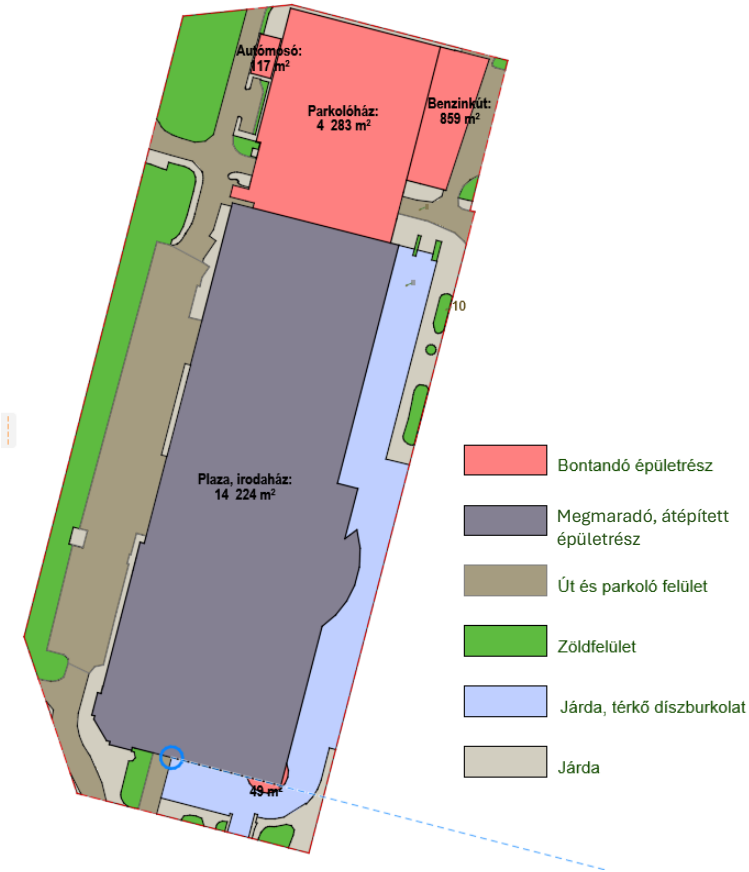 Autómosó:
117 m²
Parkolóház:
4 283 m²
Benzinkút:
859 m²
10
Plaza, irodaház:
14 224 m²
49 m²
Bontandó épületrész
Megmaradó, átépített
épületrész
Út és parkoló felület
Zöldfelület
Járda, térkő díszburkolat
Járda